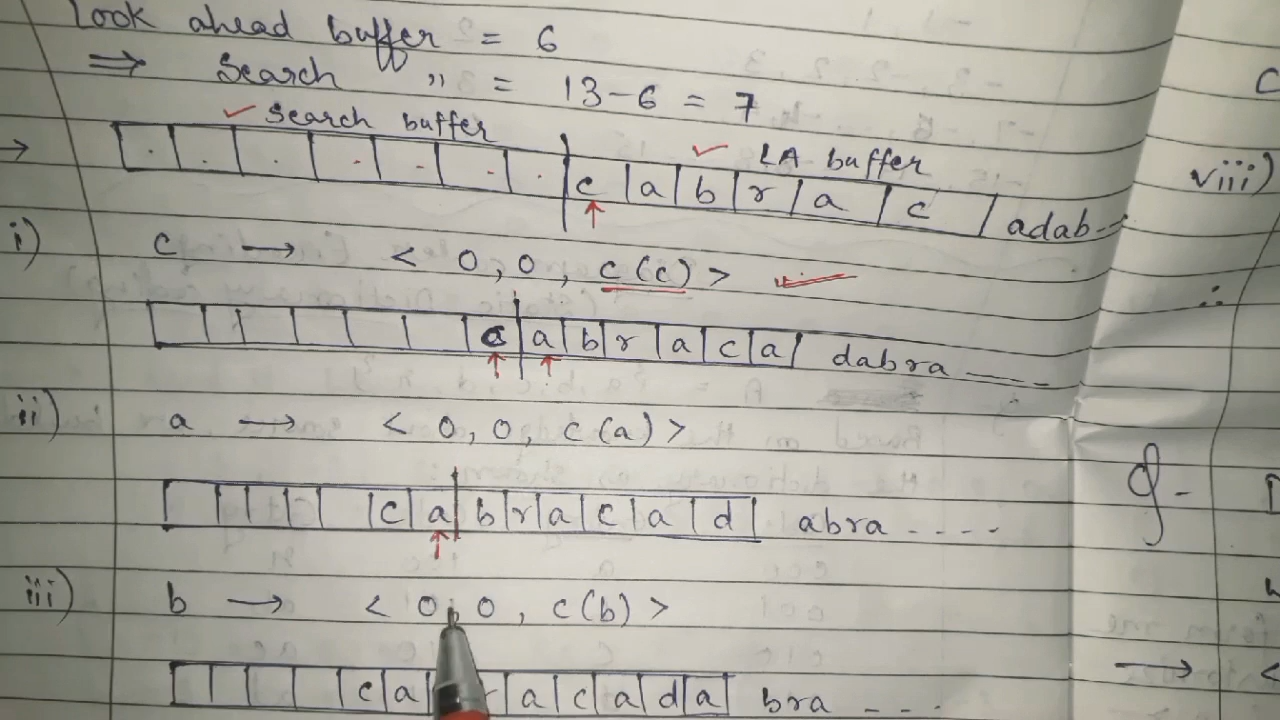 Look ahead buffer = 6
⇒ Search " = 13-6 = 7
→ ✓ Search buffer ✓ LA buffer
. . . . . . . c a b r a c adab--
i) c → < 0, 0, c(c) > ✓
c a b r a c a dabra ----
ii) a → < 0, 0, c(a) >
c a b r a c a d abra ----
iii) b → < 0, 0, c(b) >
c a r a c a d a bra ---
viii)
∴
Q-
→ <